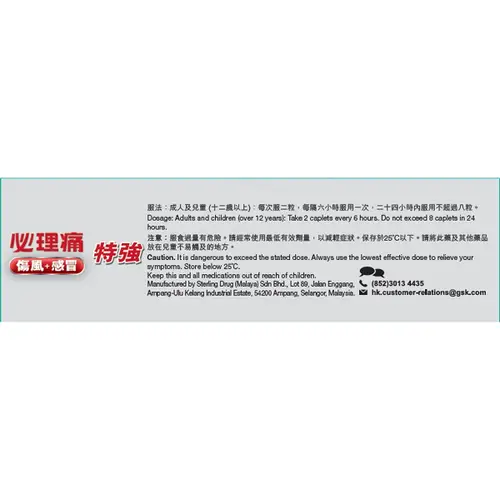 必理痛
傷風+感冒
特強
服法：成人及兒童 (十二歲以上)：每次服二粒，每隔六小時服用一次，二十四小時內服用不超過八粒。
Dosage: Adults and children (over 12 years): Take 2 caplets every 6 hours. Do not exceed 8 caplets in 24
hours.
注意：服食過量有危險。請經常使用最低有效劑量，以減輕症狀。保存於25℃以下。請將此藥及其他藥品
放在兒童不易觸及的地方。
Caution. It is dangerous to exceed the stated dose. Always use the lowest effective dose to relieve your
symptoms. Store below 25℃.
Keep this and all medications out of reach of children.
Manufactured by Sterling Drug (Malaya) Sdn Bhd., Lot 89, Jalan Enggang,
Ampang-Ulu Kelang Industrial Estate, 54200 Ampang, Selangor, Malaysia.
(852)3013 4435
hk.customer-relations@gsk.com